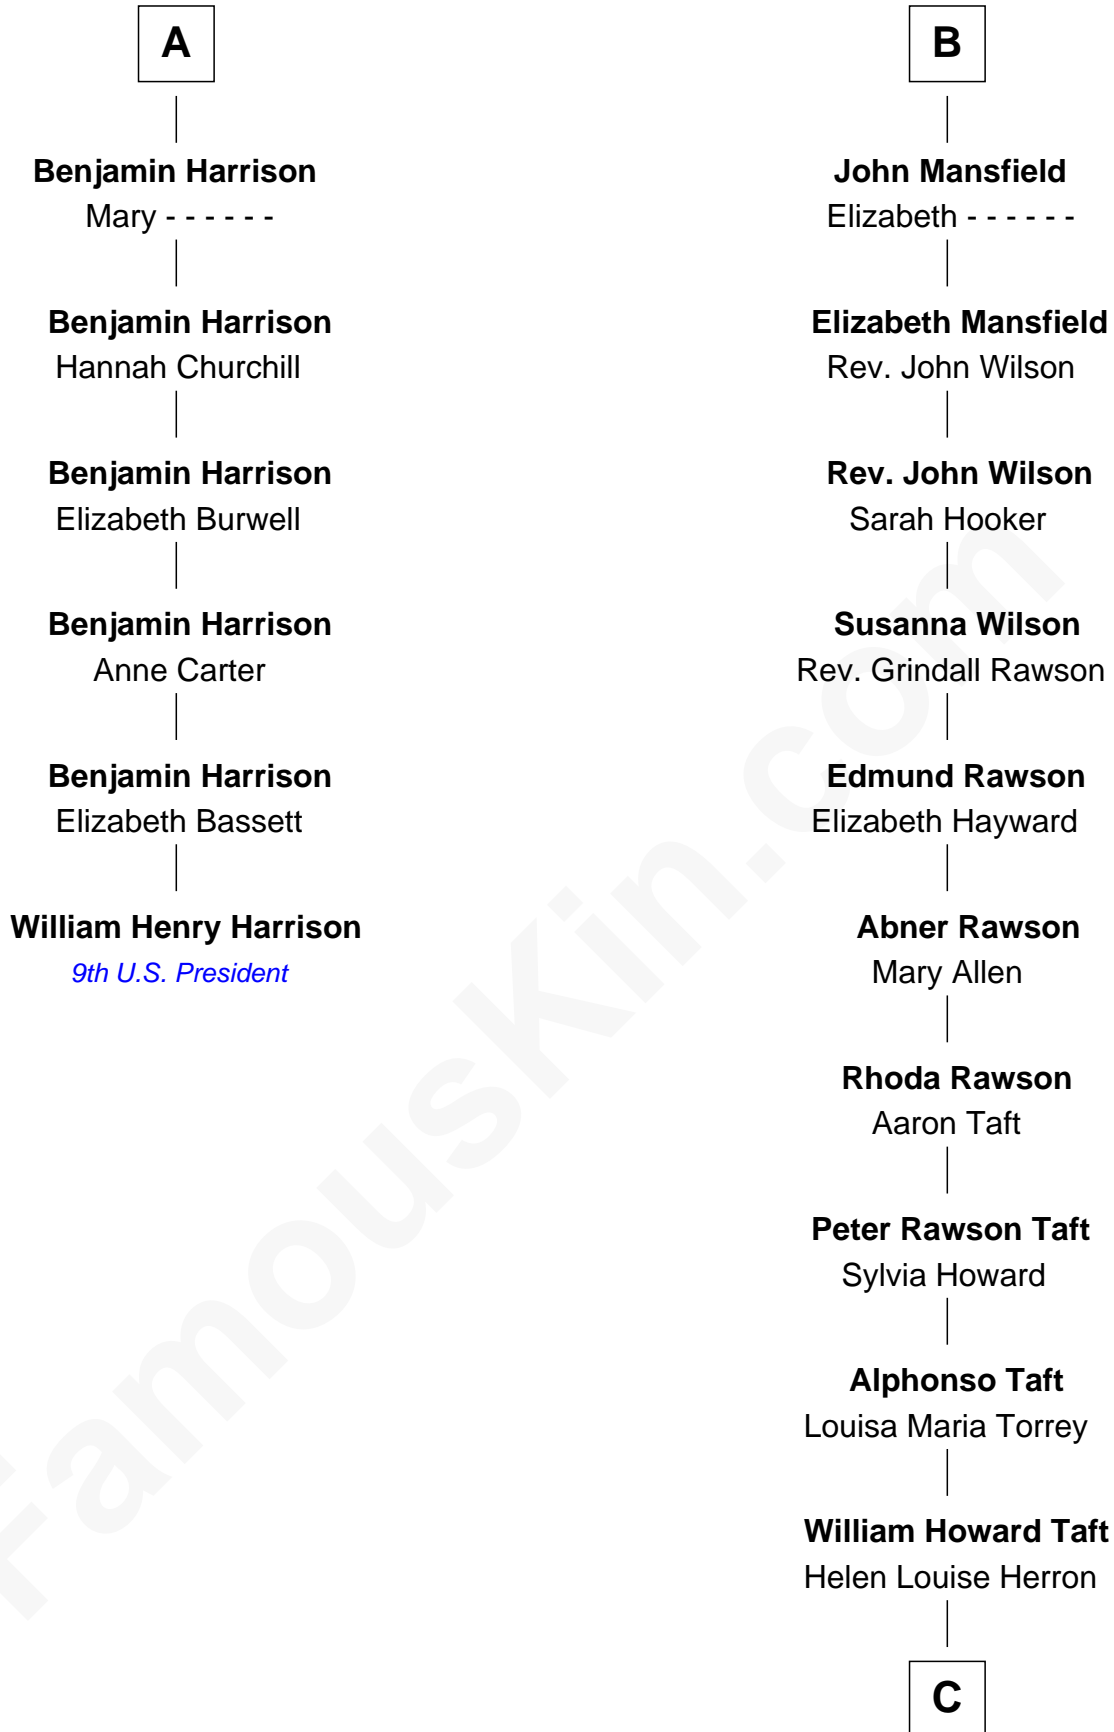 A
Benjamin Harrison
Mary - - - - - -
Benjamin Harrison
Hannah Churchill
Benjamin Harrison
Elizabeth Burwell
Benjamin Harrison
Anne Carter
Benjamin Harrison
Elizabeth Bassett
William Henry Harrison
9th U.S. President
B
John Mansfield
Elizabeth - - - - - -
Elizabeth Mansfield
Rev. John Wilson
Rev. John Wilson
Sarah Hooker
Susanna Wilson
Rev. Grindall Rawson
Edmund Rawson
Elizabeth Hayward
Abner Rawson
Mary Allen
Rhoda Rawson
Aaron Taft
Peter Rawson Taft
Sylvia Howard
Alphonso Taft
Louisa Maria Torrey
William Howard Taft
Helen Louise Herron
C
FamousKin.com